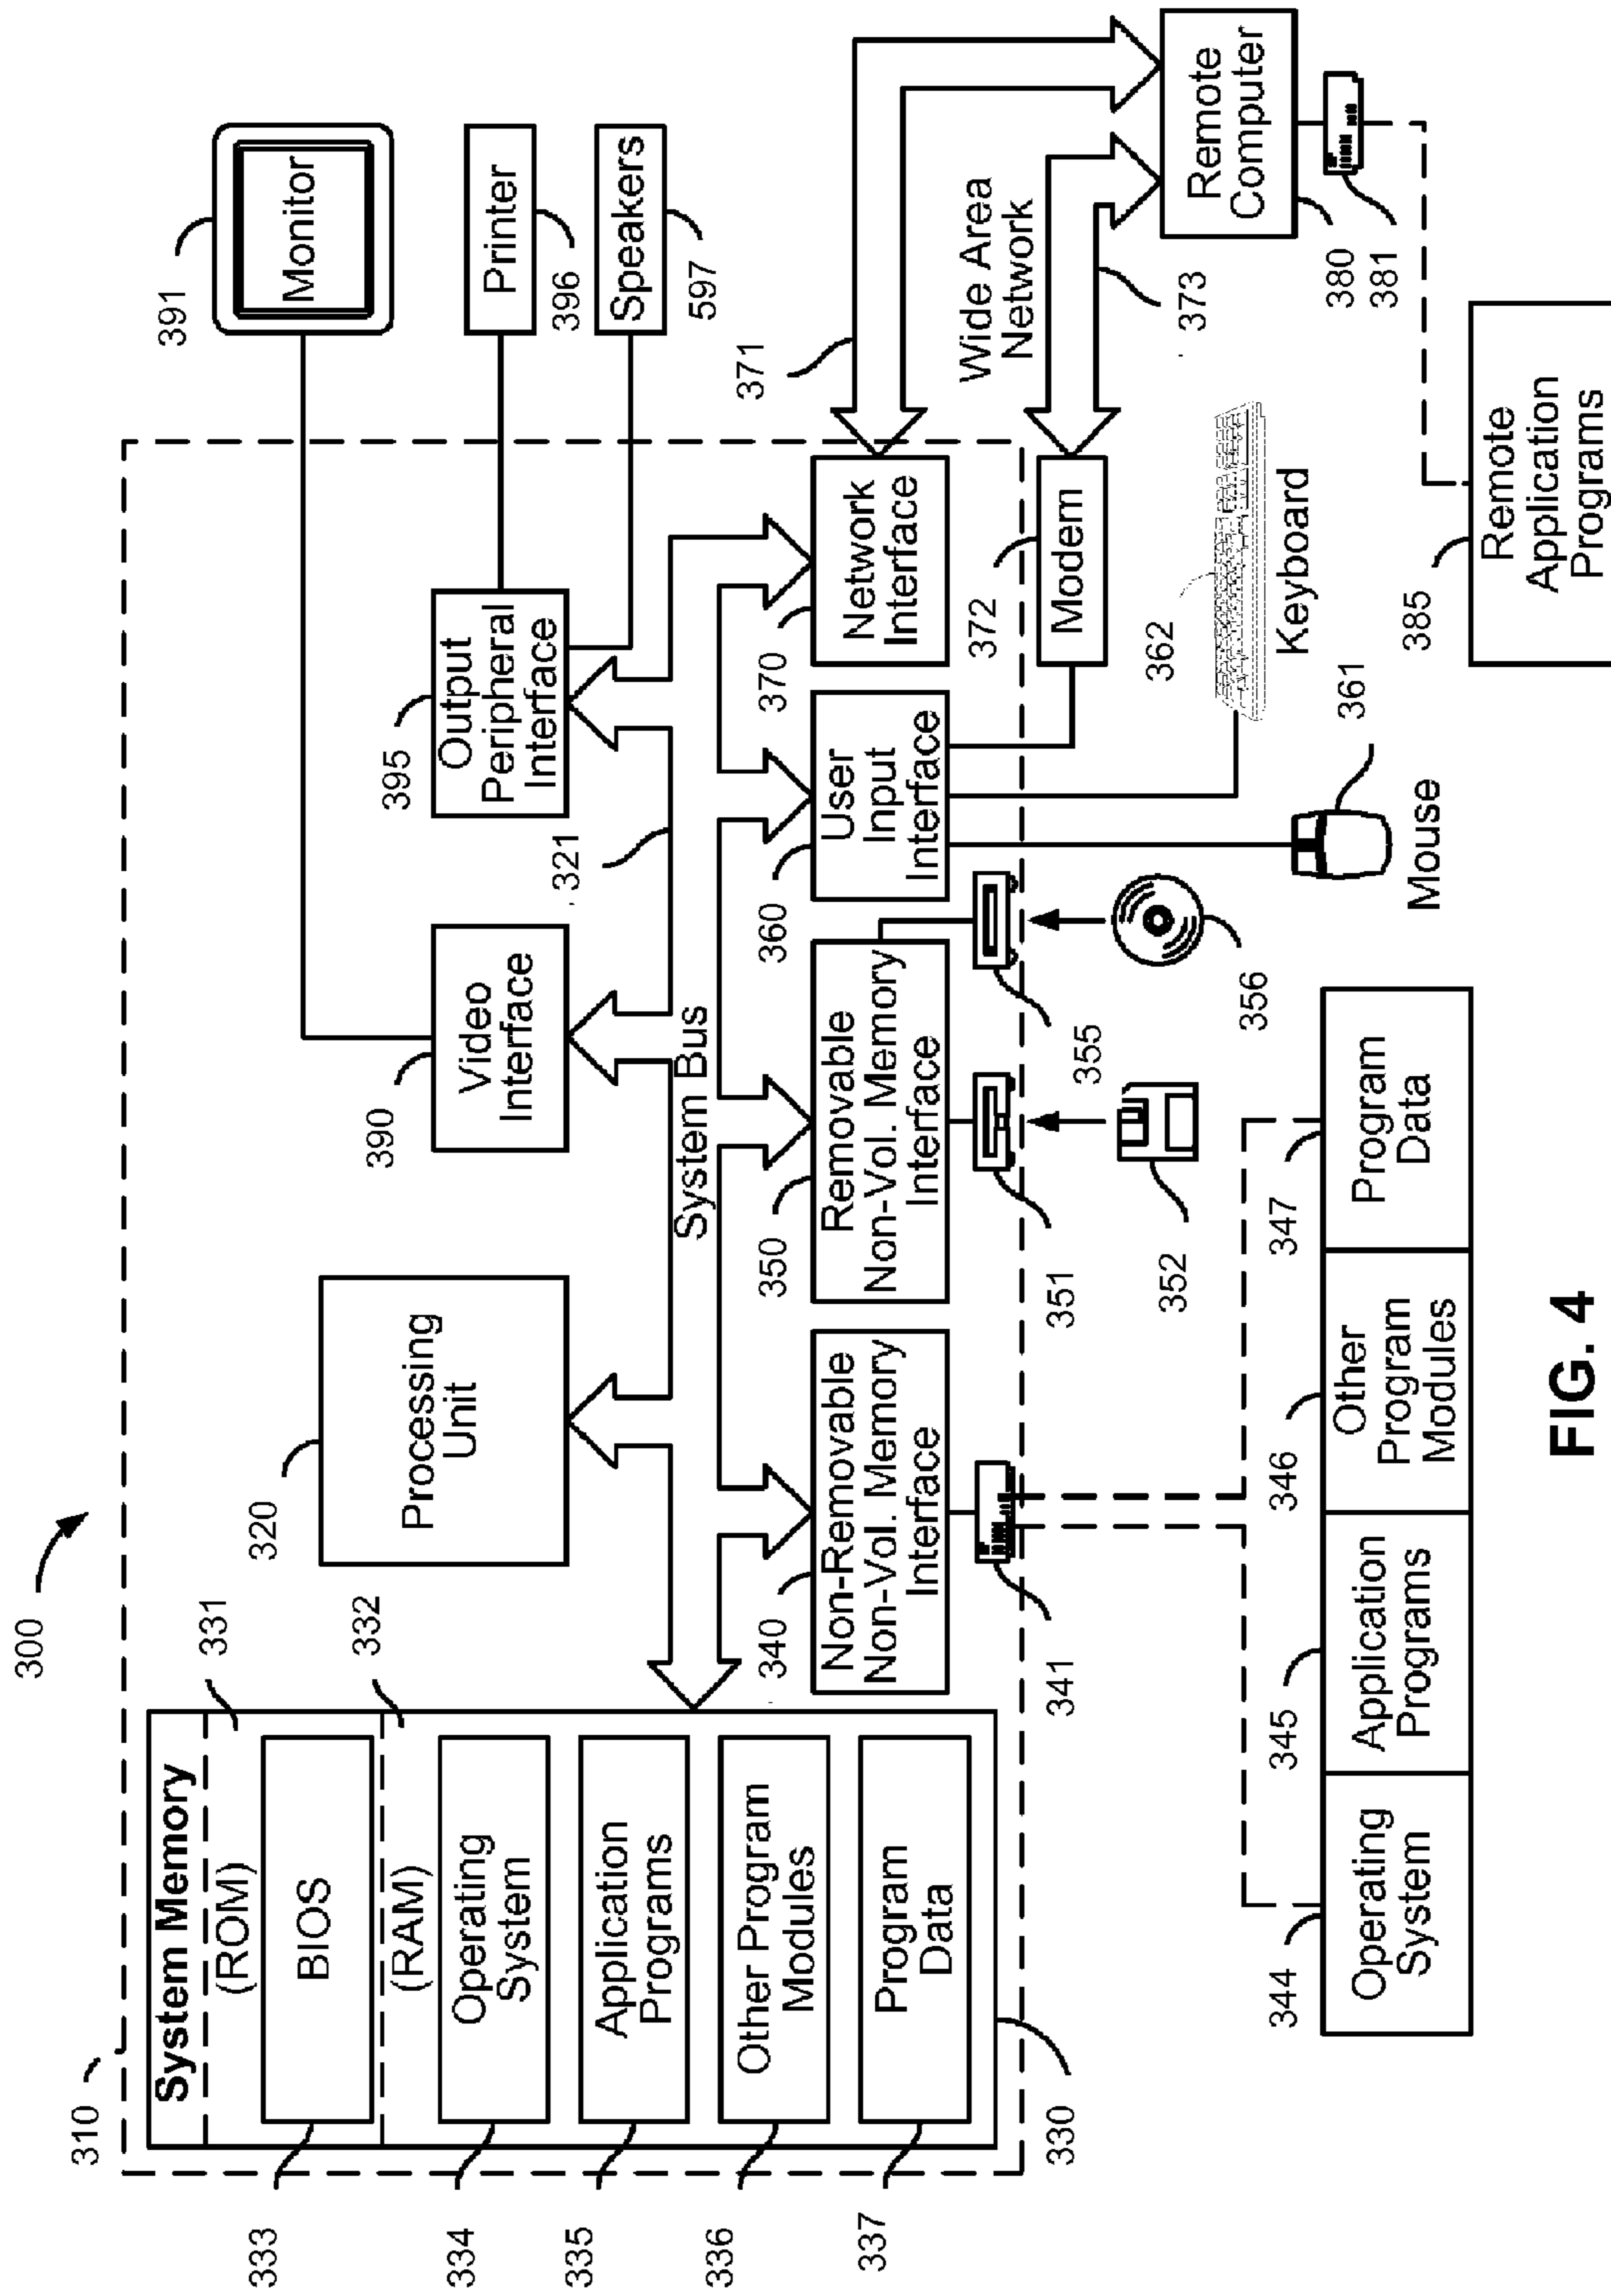 300
310
System Memory
(ROM)
331
BIOS
333
(RAM)
332
Operating
System
334
Application
Programs
335
Other Program
Modules
336
Program
Data
337
330
320
Processing
Unit
390
Video
Interface
395
Output
Peripheral
Interface
391
Monitor
Printer
396
Speakers
597
321
System Bus
340
Non-Removable
Non-Vol. Memory
Interface
341
350
Removable
Non-Vol. Memory
Interface
351
355
352
356
360
User
Input
Interface
370
Network
Interface
372
Modem
371
Wide Area
Network
373
Remote
Computer
380
381
362
Keyboard
361
Mouse
385
Remote
Application
Programs
344
Operating
System
345
Application
Programs
346
Other
Program
Modules
347
Program
Data
FIG. 4